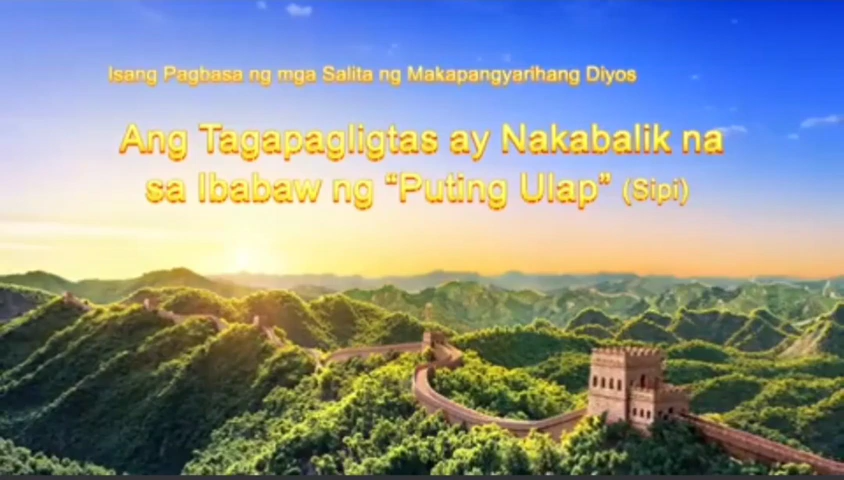 Isang Pagbasa ng mga Salita ng Makapangyarihang Diyos
Ang Tagapagligtas ay Nakabalik na
sa Ibabaw ng “Puting Ulap” (Sipi)